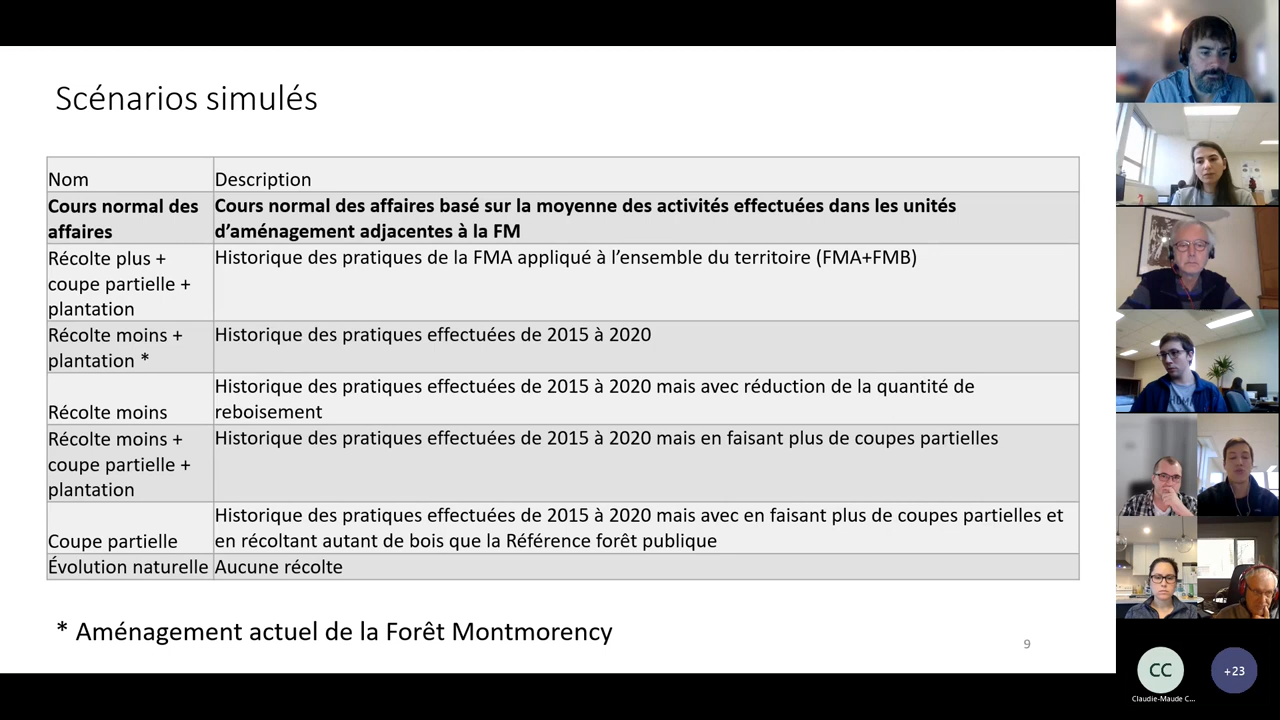 Scénarios simulés
Nom
Description
Cours normal des
affaires
Cours normal des affaires basé sur la moyenne des activités effectuées dans les unités
d’aménagement adjacentes à la FM
Récolte plus +
coupe partielle +
plantation
Historique des pratiques de la FMA appliqué à l’ensemble du territoire (FMA+FMB)
Récolte moins +
plantation *
Historique des pratiques effectuées de 2015 à 2020
Récolte moins
Historique des pratiques effectuées de 2015 à 2020 mais avec réduction de la quantité de
reboisement
Récolte moins +
coupe partielle +
plantation
Historique des pratiques effectuées de 2015 à 2020 mais en faisant plus de coupes partielles
Coupe partielle
Historique des pratiques effectuées de 2015 à 2020 mais avec en faisant plus de coupes partielles et
en récoltant autant de bois que la Référence forêt publique
Évolution naturelle
Aucune récolte
* Aménagement actuel de la Forêt Montmorency
9
CC
+23
Claudie-Maude C...